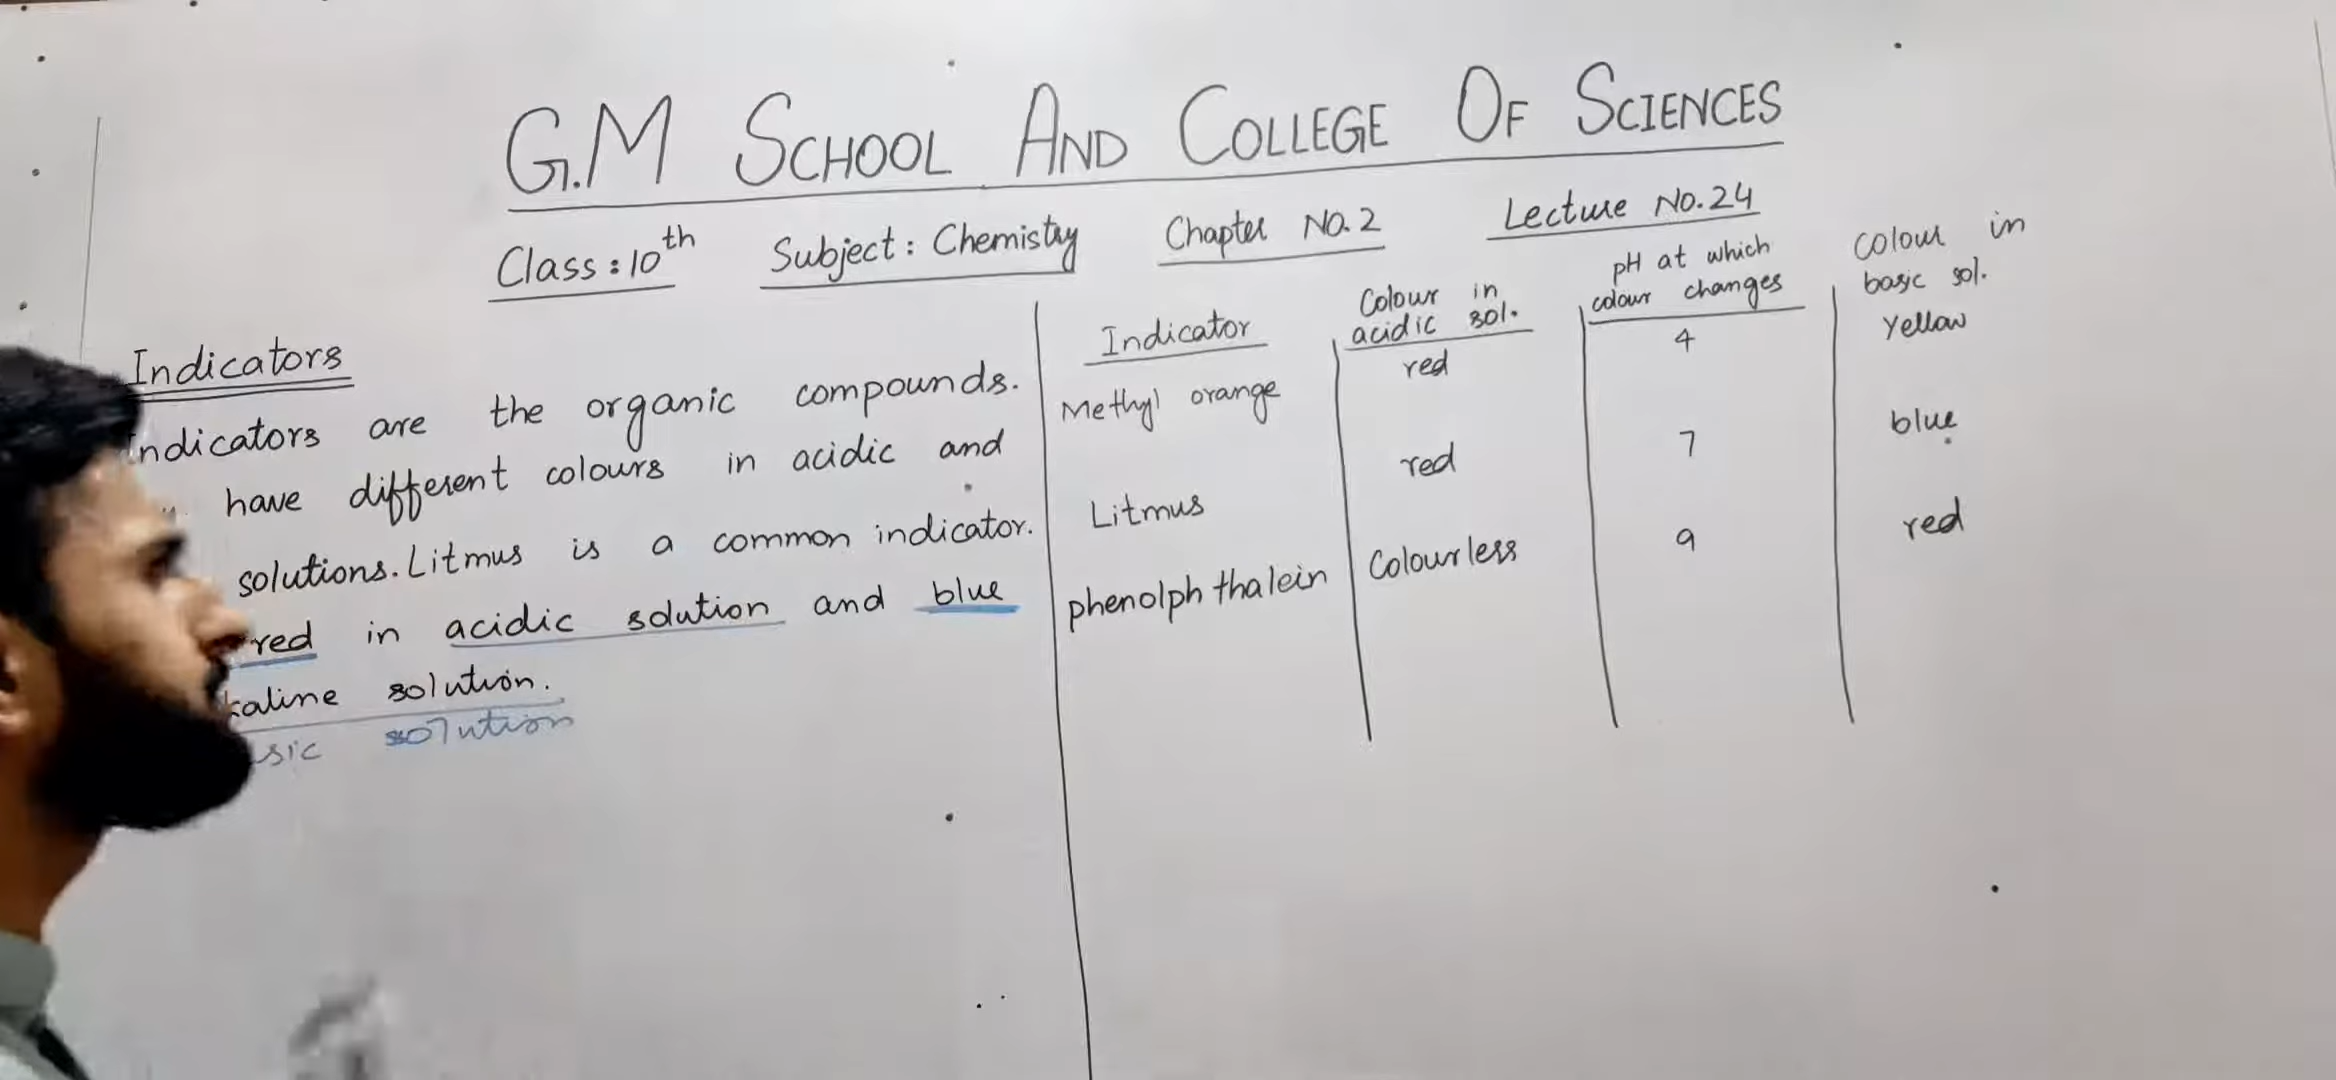 G.M SCHOOL AND COLLEGE OF SCIENCES
Class: 10th Subject: Chemistry Chapter No. 2 Lecture No. 24
Indicators
Indicators are the organic compounds.
have different colours in acidic and
solutions. Litmus is a common indicator.
red in acidic solution and blue
kaline solution.
solution
Indicator
Colour in
acidic sol.
pH at which
colour changes
Colour in
basic sol.
Methyl orange red 4 Yellow
Litmus red 7 blue
phenolphthalein Colourless 9 red